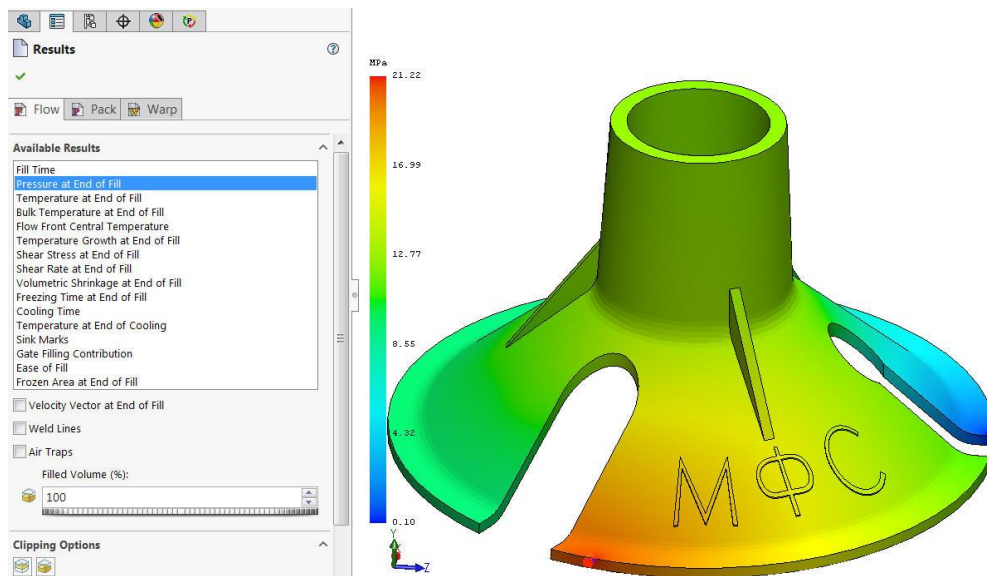 Results
Flow
Pack
Warp
Available Results
Fill Time
Pressure at End of Fill
Temperature at End of Fill
Bulk Temperature at End of Fill
Flow Front Central Temperature
Temperature Growth at End of Fill
Shear Stress at End of Fill
Shear Rate at End of Fill
Volumetric Shrinkage at End of Fill
Freezing Time at End of Fill
Cooling Time
Temperature at End of Cooling
Sink Marks
Gate Filling Contribution
Ease of Fill
Frozen Area at End of Fill
Velocity Vector at End of Fill
Weld Lines
Air Traps
Filled Volume (%):
100
Clipping Options
MPa
21.22
16.99
12.77
8.55
4.32
0.10
Y
Z
МФС